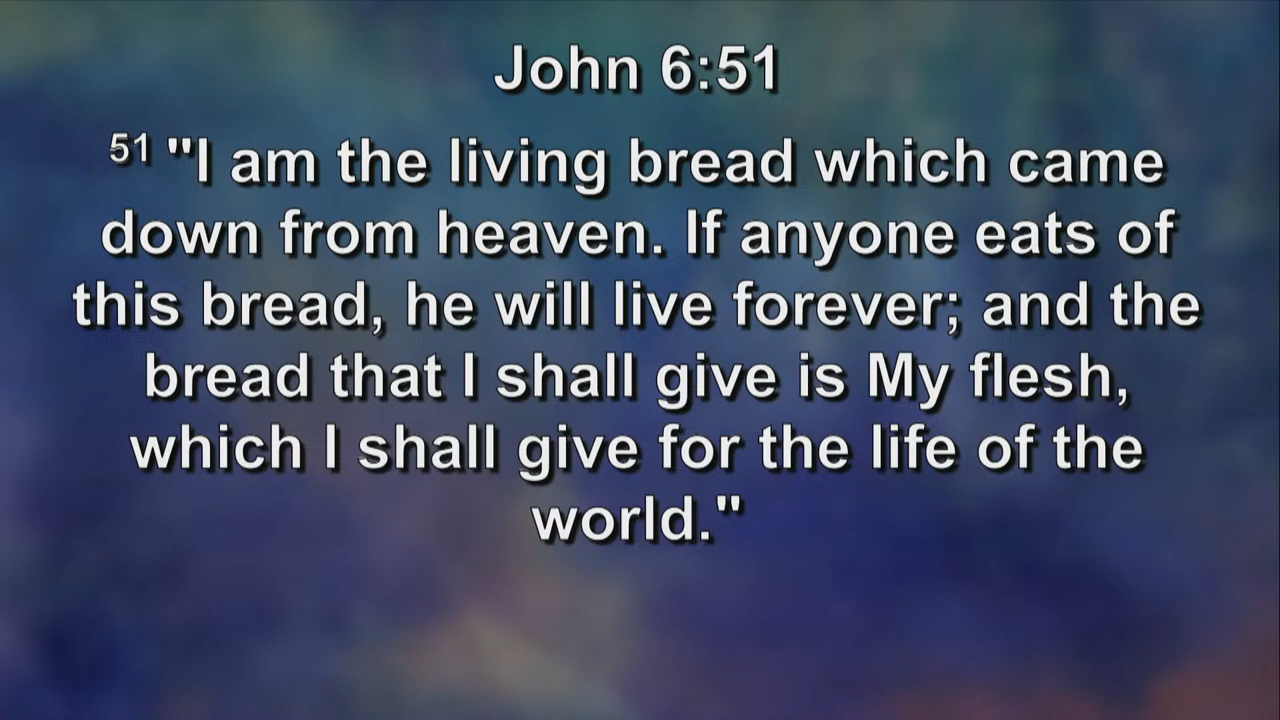 John 6:51
51 "I am the living bread which came
down from heaven. If anyone eats of
this bread, he will live forever; and the
bread that I shall give is My flesh,
which I shall give for the life of the
world."